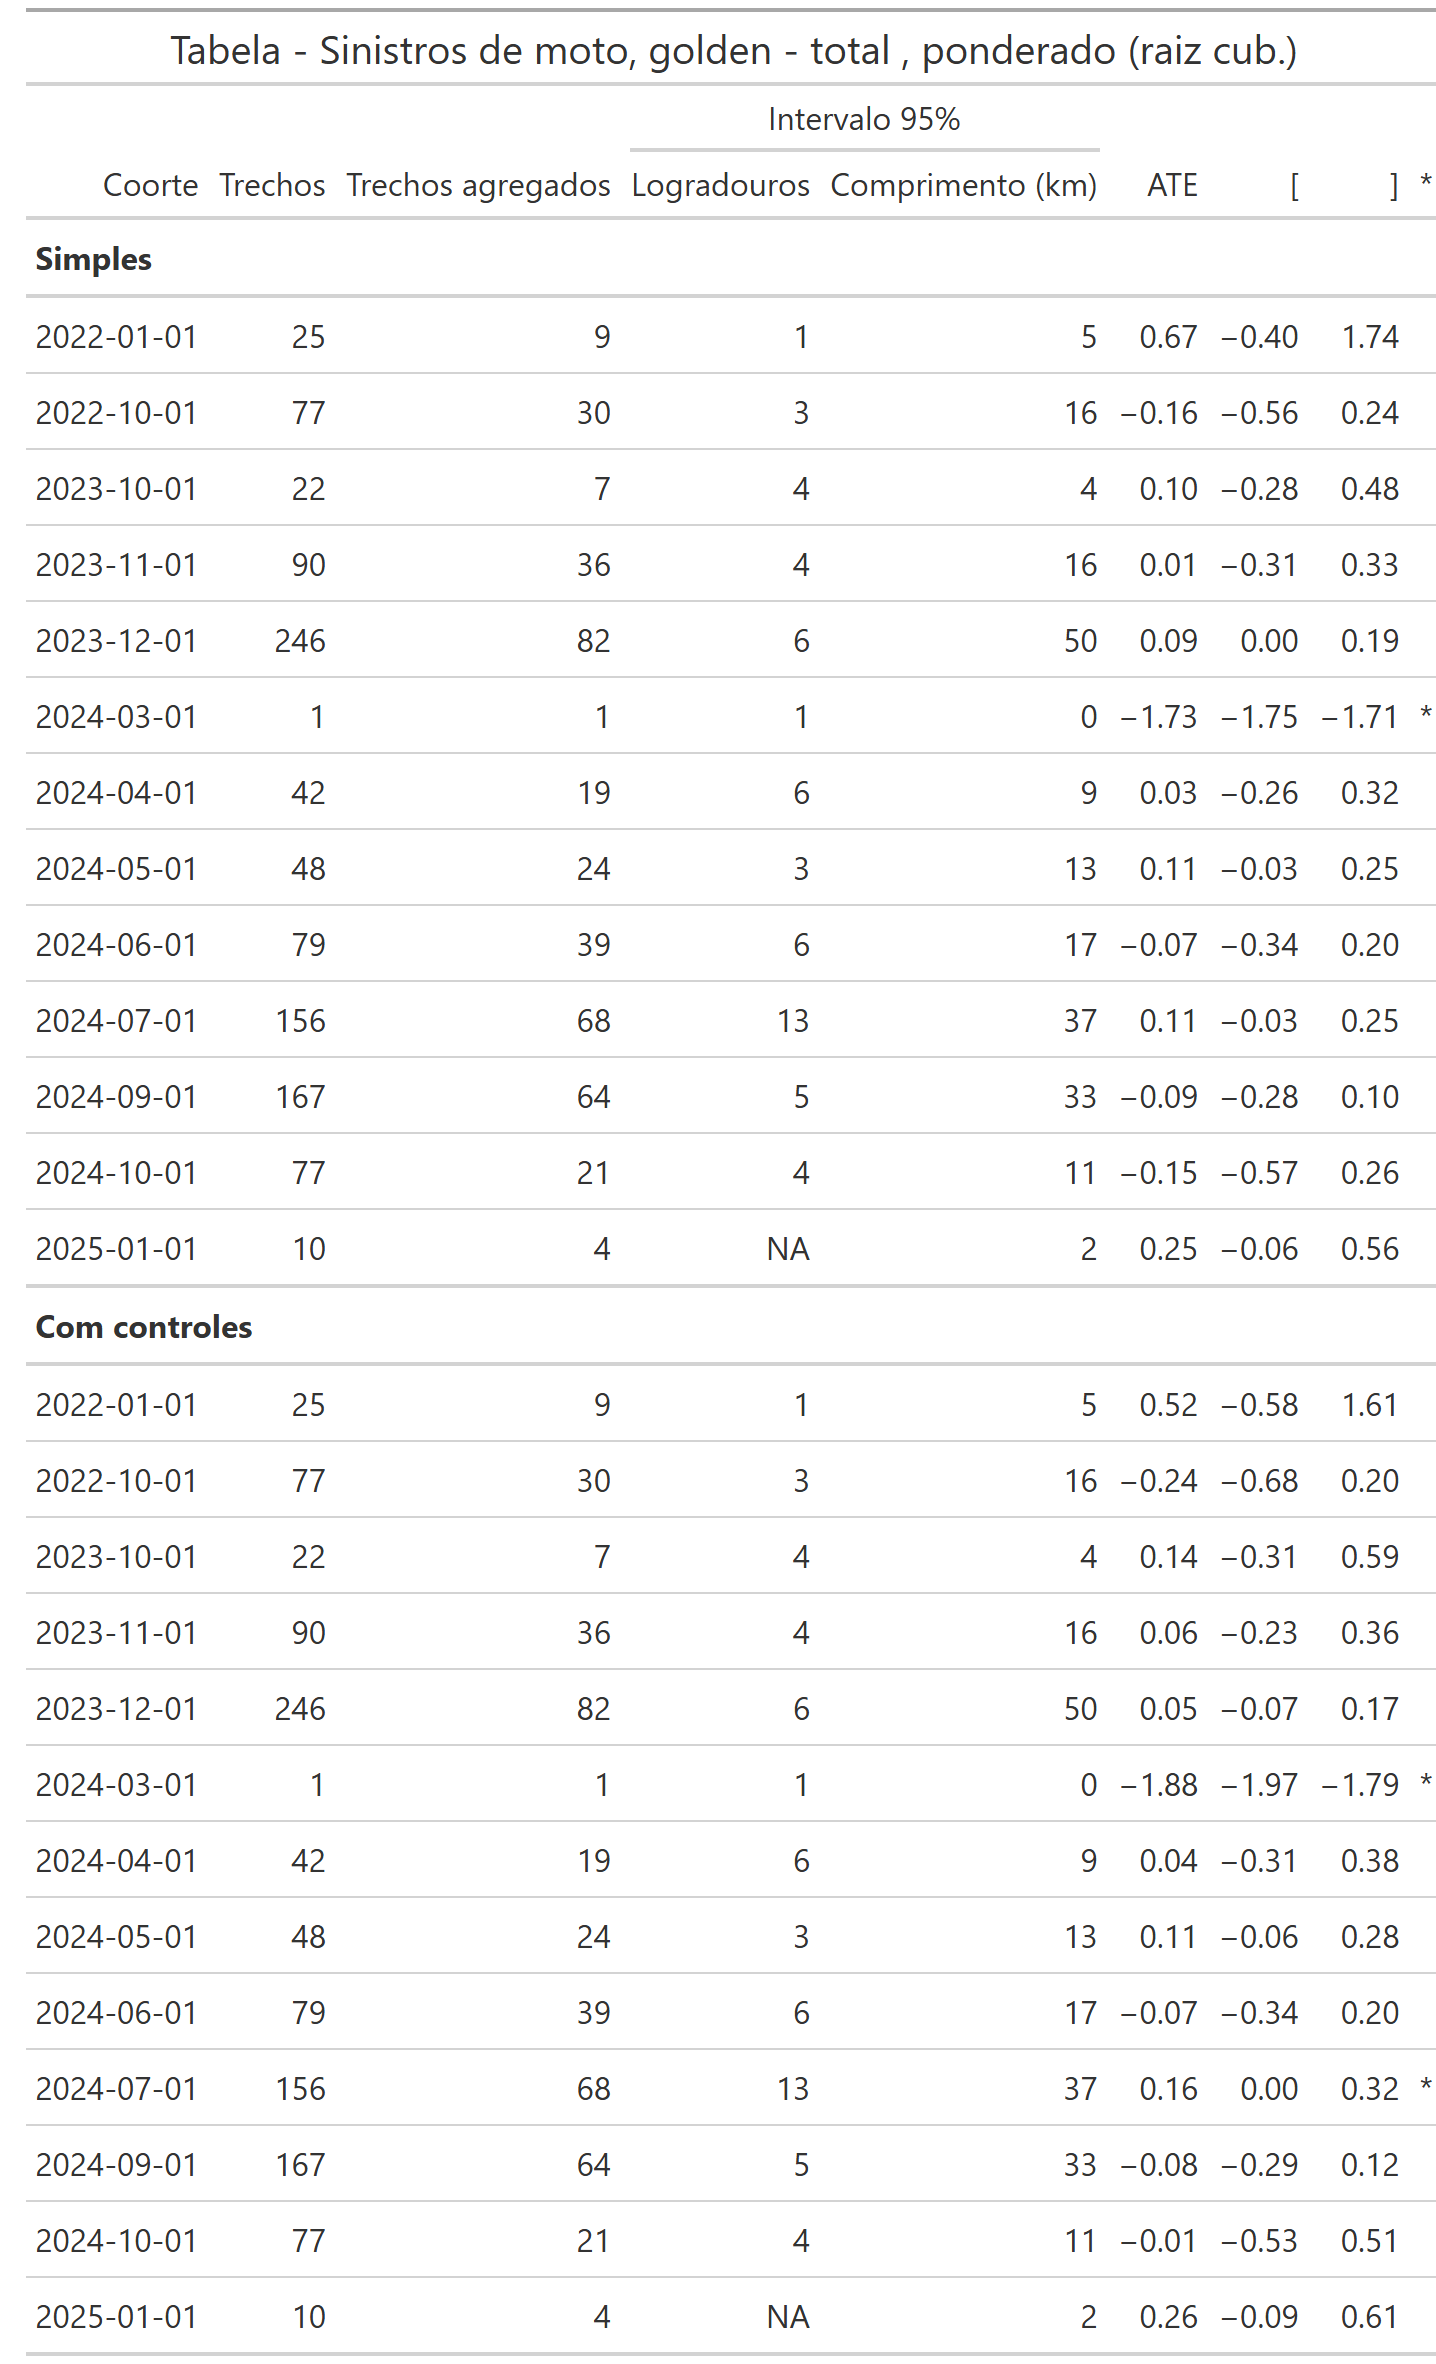 Tabela - Sinistros de moto, golden - total , ponderado (raiz cub.)
Intervalo 95%
Coorte Trechos Trechos agregados Logradouros Comprimento (km) ATE [ ] *
Simples
2022-01-01 25 9 1 5 0.67 −0.40 1.74
2022-10-01 77 30 3 16 −0.16 −0.56 0.24
2023-10-01 22 7 4 4 0.10 −0.28 0.48
2023-11-01 90 36 4 16 0.01 −0.31 0.33
2023-12-01 246 82 6 50 0.09 0.00 0.19
2024-03-01 1 1 1 0 −1.73 −1.75 −1.71 *
2024-04-01 42 19 6 9 0.03 −0.26 0.32
2024-05-01 48 24 3 13 0.11 −0.03 0.25
2024-06-01 79 39 6 17 −0.07 −0.34 0.20
2024-07-01 156 68 13 37 0.11 −0.03 0.25
2024-09-01 167 64 5 33 −0.09 −0.28 0.10
2024-10-01 77 21 4 11 −0.15 −0.57 0.26
2025-01-01 10 4 NA 2 0.25 −0.06 0.56
Com controles
2022-01-01 25 9 1 5 0.52 −0.58 1.61
2022-10-01 77 30 3 16 −0.24 −0.68 0.20
2023-10-01 22 7 4 4 0.14 −0.31 0.59
2023-11-01 90 36 4 16 0.06 −0.23 0.36
2023-12-01 246 82 6 50 0.05 −0.07 0.17
2024-03-01 1 1 1 0 −1.88 −1.97 −1.79 *
2024-04-01 42 19 6 9 0.04 −0.31 0.38
2024-05-01 48 24 3 13 0.11 −0.06 0.28
2024-06-01 79 39 6 17 −0.07 −0.34 0.20
2024-07-01 156 68 13 37 0.16 0.00 0.32 *
2024-09-01 167 64 5 33 −0.08 −0.29 0.12
2024-10-01 77 21 4 11 −0.01 −0.53 0.51
2025-01-01 10 4 NA 2 0.26 −0.09 0.61